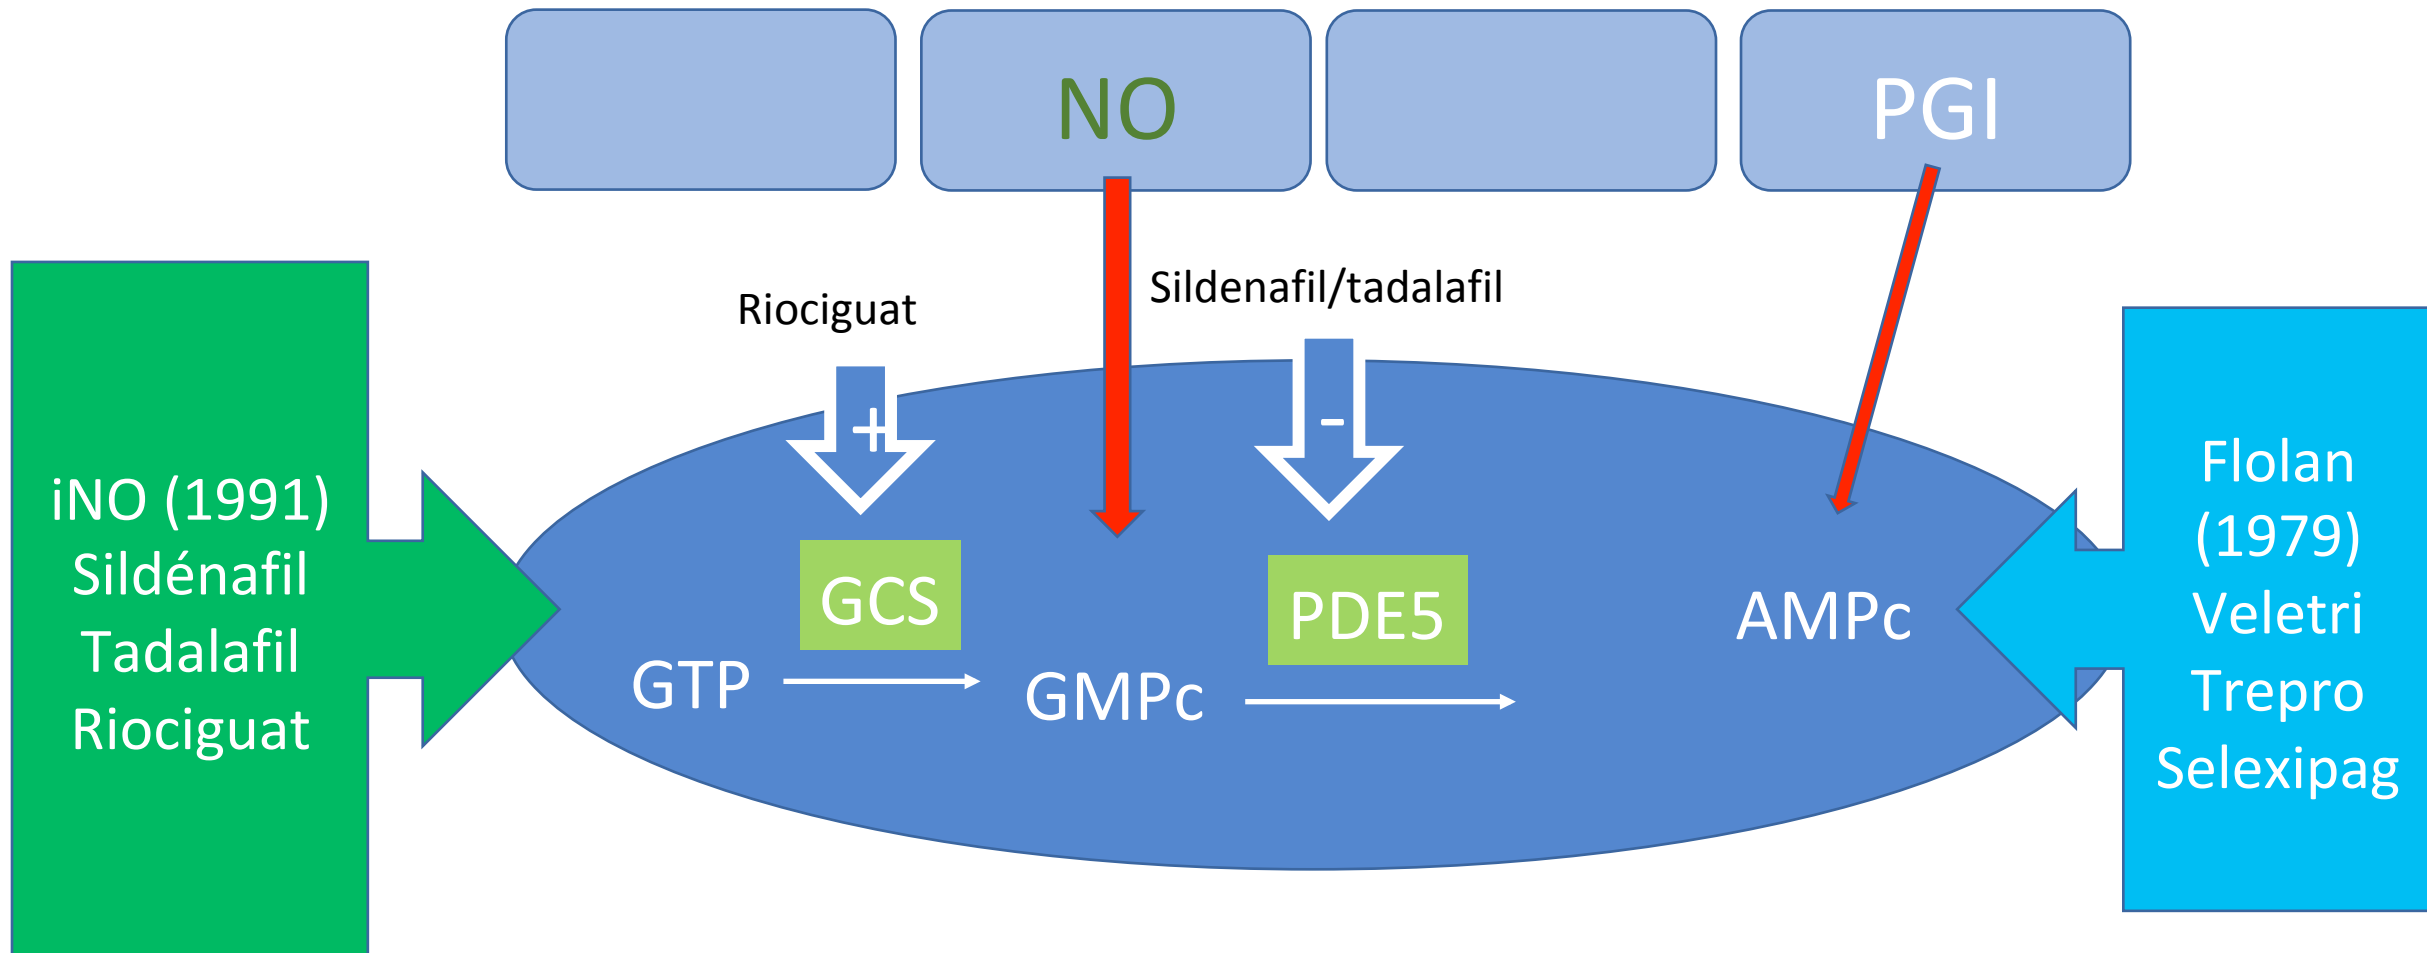 NO
PGI
Riociguat
Sildenafil/tadalafil
+
-
iNO (1991)
Sildénafil
Tadalafil
Riociguat
GCS
PDE5
GTP
GMPc
AMPc
Flolan
(1979)
Veletri
Trepro
Selexipag